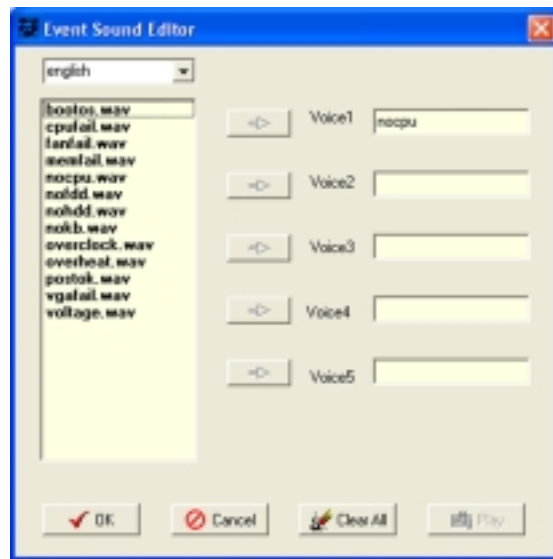 Event Sound Editor
english
bootos.wav
cpufail.wav
fanfail.wav
memfail.wav
nocpu.wav
nofdd.wav
nohdd.wav
nokb.wav
overclock.wav
overheat.wav
postok.wav
vgafail.wav
voltage.wav
Voice1
nocpu
Voice2
Voice3
Voice4
Voice5
OK
Cancel
Clear All
Play